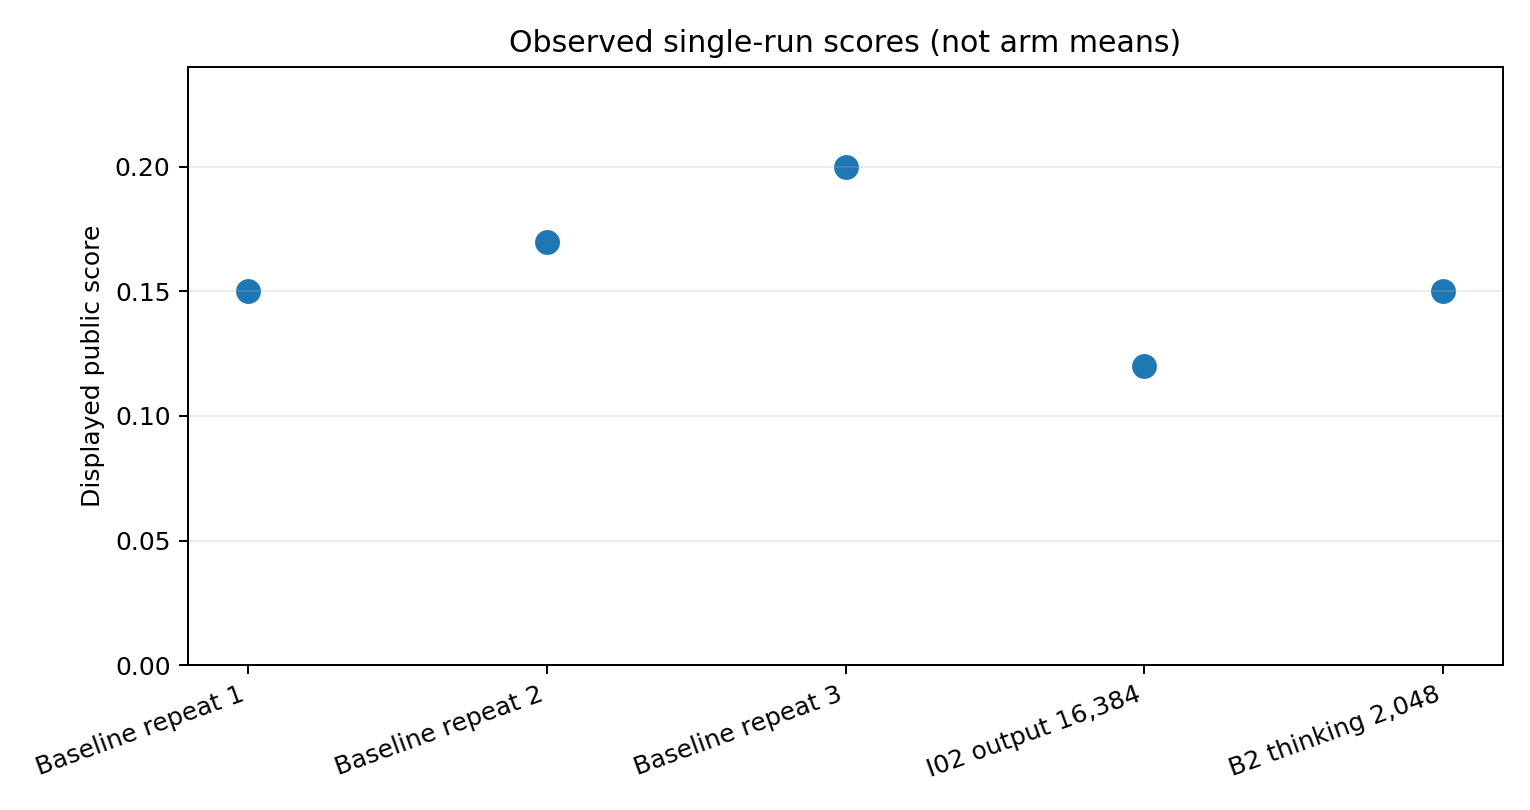 Observed single-run scores (not arm means)
Displayed public score
0.20
0.15
0.10
0.05
0.00
Baseline repeat 1
Baseline repeat 2
Baseline repeat 3
I02 output 16,384
B2 thinking 2,048